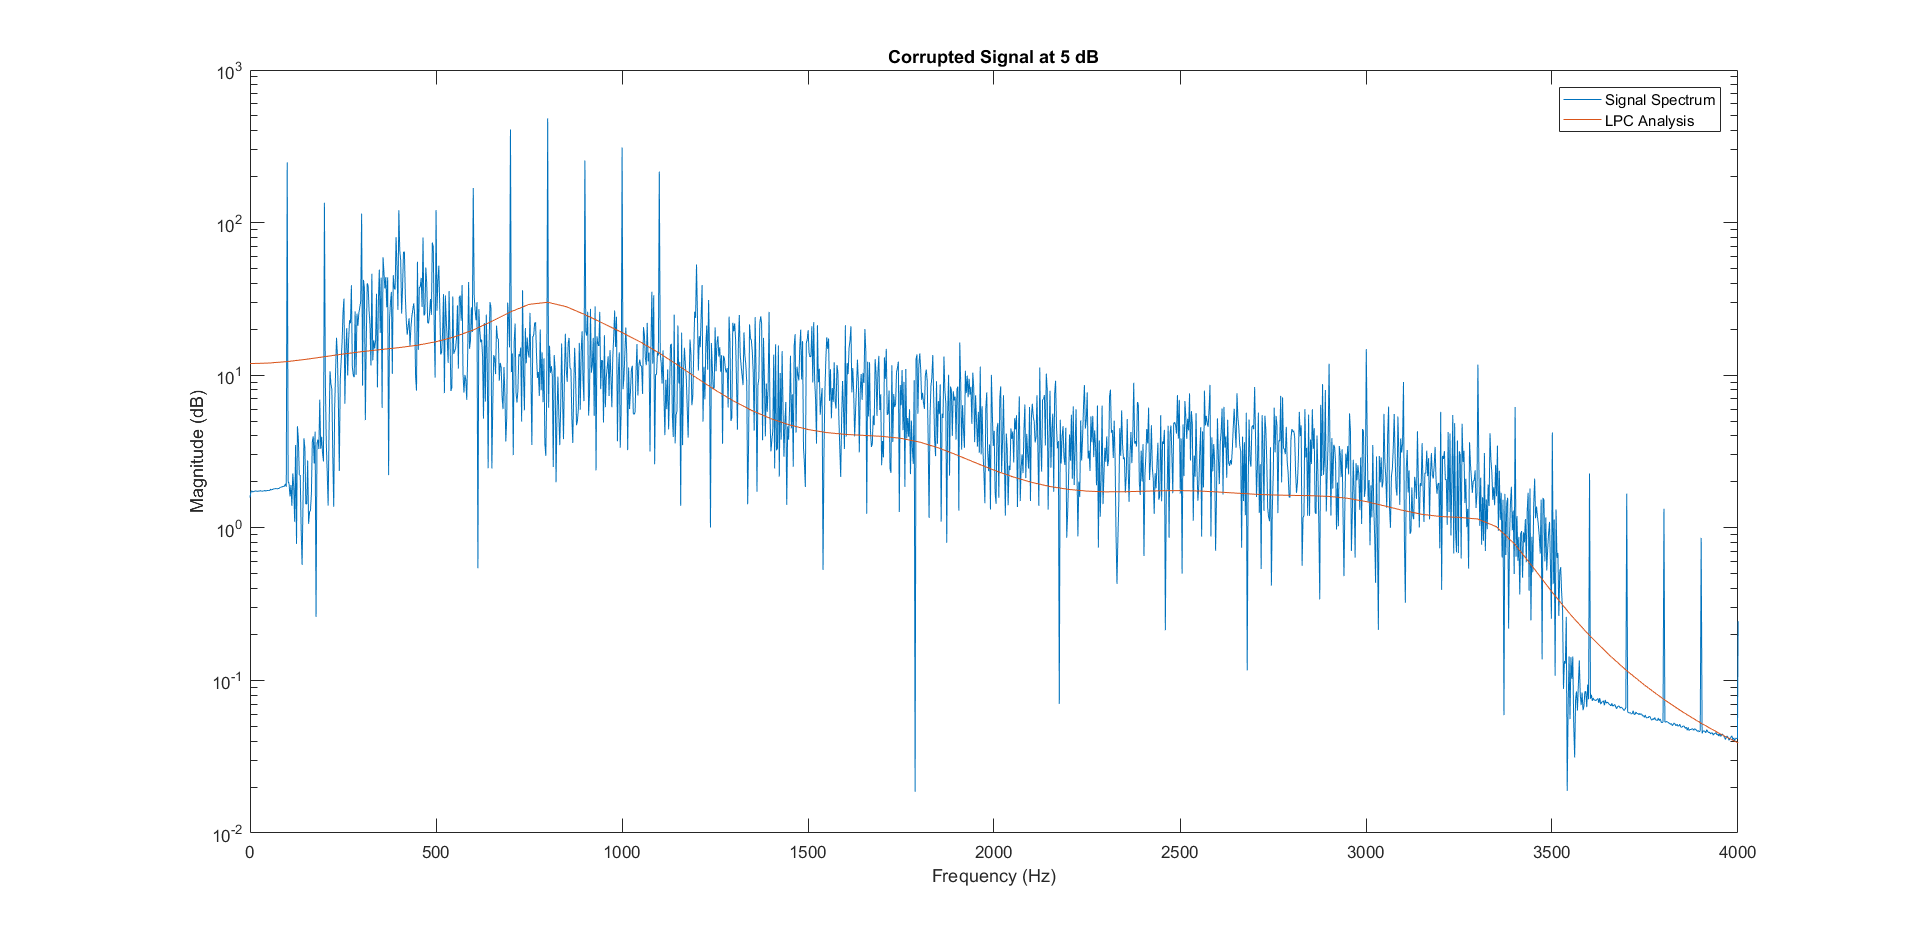 Corrupted Signal at 5 dB
10^3
10^2
10^1
10^0
10^-1
10^-2
Magnitude (dB)
Signal Spectrum
LPC Analysis
0 500 1000 1500 2000 2500 3000 3500 4000
Frequency (Hz)